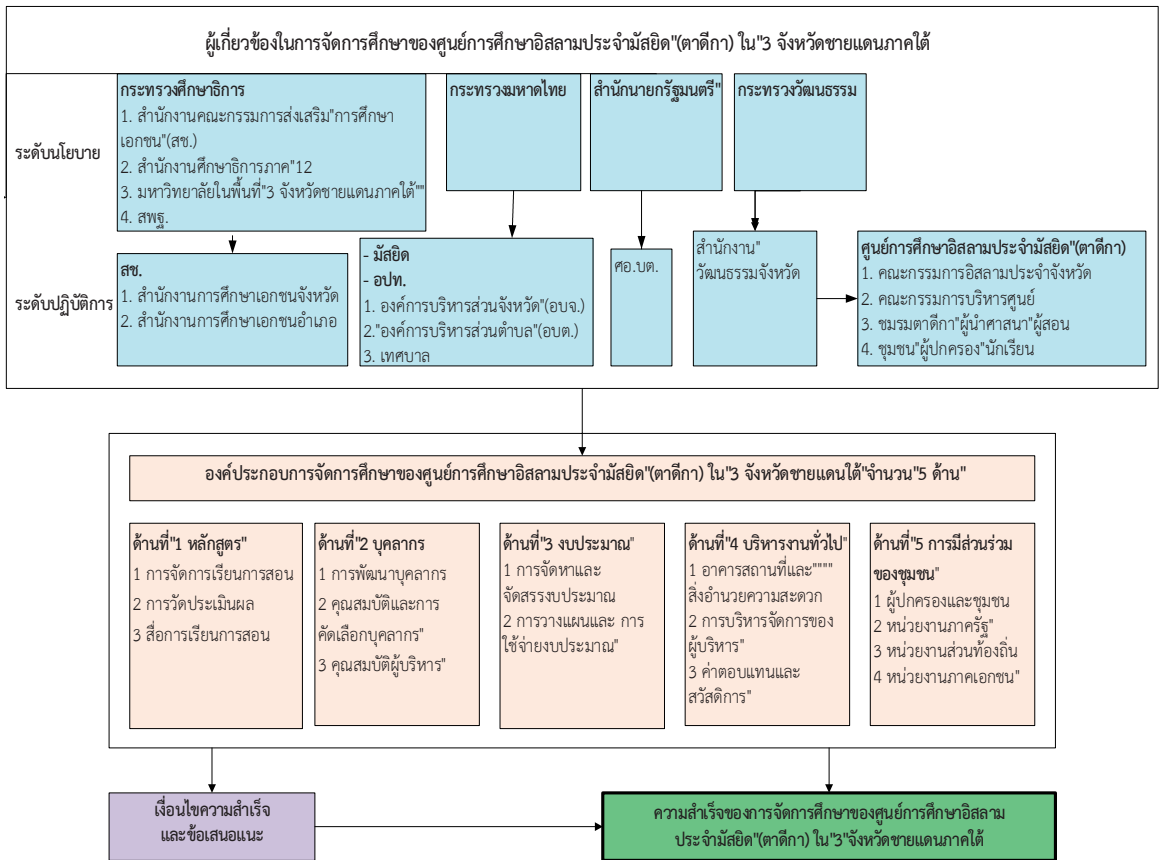 ผู้เกี่ยวข้องในการจัดการศึกษาของศูนย์การศึกษาอิสลามประจำมัสยิด"(ตาดีกา) ใน"3 จังหวัดชายแดนภาคใต้
ระดับนโยบาย
กระทรวงศึกษาธิการ
1. สำนักงานคณะกรรมการส่งเสริม"การศึกษา
เอกชน"(สช.)
2. สำนักงานศึกษาธิการภาค"12
3. มหาวิทยาลัยในพื้นที่"3 จังหวัดชายแดนภาคใต้""
4. สพฐ.
กระทรวงมหาดไทย
สำนักนายกรัฐมนตรี"
กระทรวงวัฒนธรรม
ระดับปฏิบัติการ
สช.
1. สำนักงานการศึกษาเอกชนจังหวัด
2. สำนักงานการศึกษาเอกชนอำเภอ
- มัสยิด
- อปท.
1. องค์การบริหารส่วนจังหวัด"(อบจ.)
2."องค์การบริหารส่วนตำบล"(อบต.)
3. เทศบาล
ศอ.บต.
สำนักงาน"
วัฒนธรรมจังหวัด
ศูนย์การศึกษาอิสลามประจำมัสยิด"(ตาดีกา)
1. คณะกรรมการอิสลามประจำจังหวัด
2. คณะกรรมการบริหารศูนย์
3. ชมรมตาดีกา"ผู้นำศาสนา"ผู้สอน
4. ชุมชน"ผู้ปกครอง"นักเรียน
องค์ประกอบการจัดการศึกษาของศูนย์การศึกษาอิสลามประจำมัสยิด"(ตาดีกา) ใน"3 จังหวัดชายแดนใต้"จำนวน"5 ด้าน"
ด้านที่"1 หลักสูตร"
1 การจัดการเรียนการสอน
2 การวัดประเมินผล
3 สื่อการเรียนการสอน
ด้านที่"2 บุคลากร
1 การพัฒนาบุคลากร
2 คุณสมบัติและการ
คัดเลือกบุคลากร"
3 คุณสมบัติผู้บริหาร"
ด้านที่"3 งบประมาณ"
1 การจัดหาและ
จัดสรรงบประมาณ
2 การวางแผนและ การ
ใช้จ่ายงบประมาณ"
ด้านที่"4 บริหารงานทั่วไป"
1 อาคารสถานที่และ""""
สิ่งอำนวยความสะดวก
2 การบริหารจัดการของ
ผู้บริหาร"
3 ค่าตอบแทนและ
สวัสดิการ"
ด้านที่"5 การมีส่วนร่วม
ของชุมชน"
1 ผู้ปกครองและชุมชน
2 หน่วยงานภาครัฐ"
3 หน่วยงานส่วนท้องถิ่น
4 หน่วยงานภาคเอกชน"
เงื่อนไขความสำเร็จ
และข้อเสนอแนะ
ความสำเร็จของการจัดการศึกษาของศูนย์การศึกษาอิสลาม
ประจำมัสยิด"(ตาดีกา) ใน"3"จังหวัดชายแดนภาคใต้